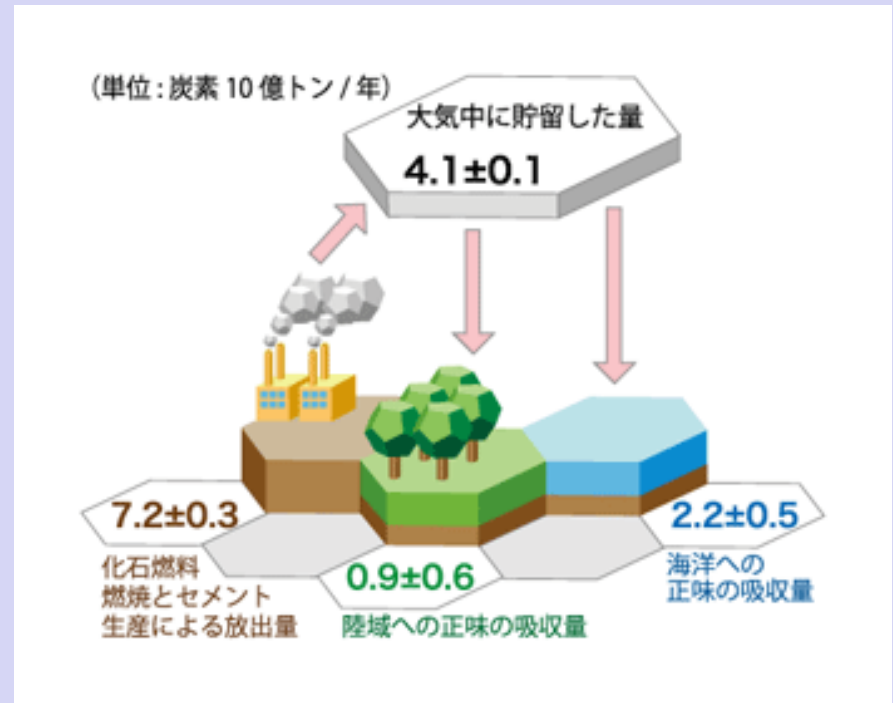 （単位：炭素 10 億トン / 年）
大気中に貯留した量
4.1±0.1
7.2±0.3
化石燃料
燃焼とセメント
生産による放出量
0.9±0.6
陸域への正味の吸収量
2.2±0.5
海洋への
正味の吸収量